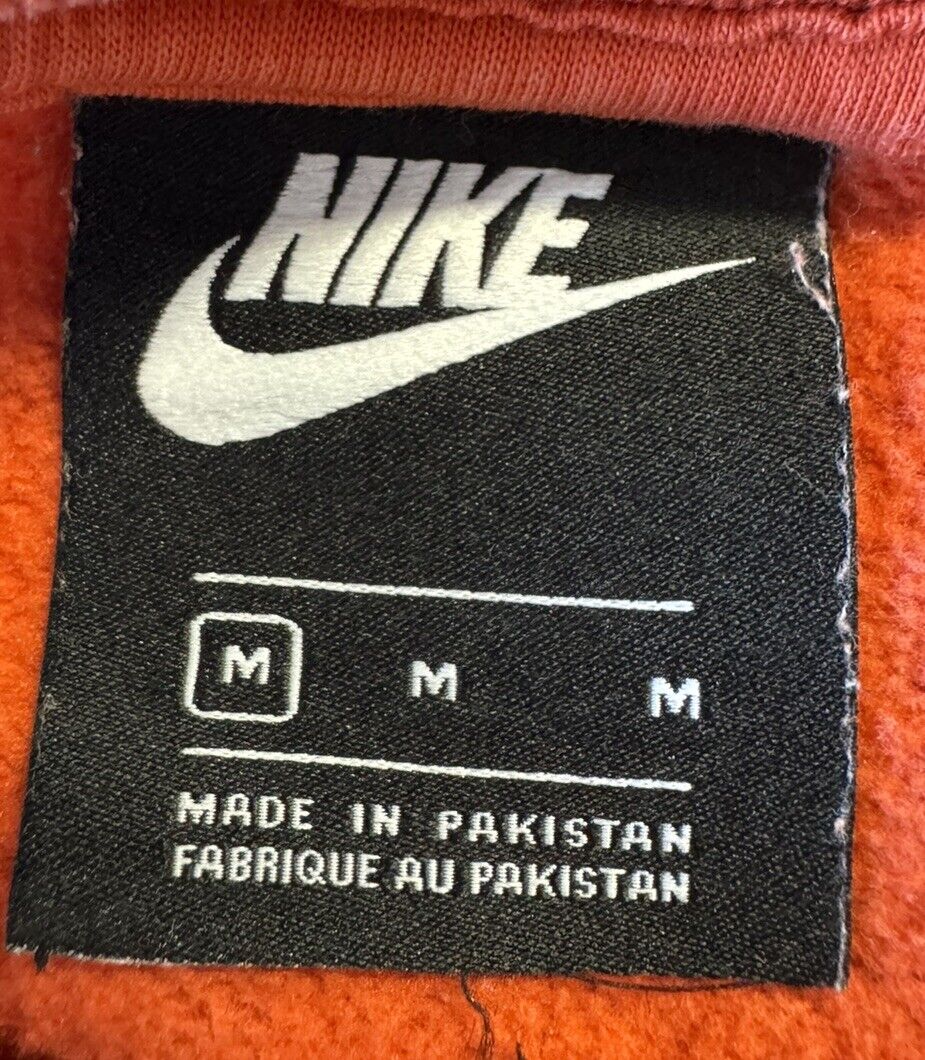 NIKE
M M M
MADE IN PAKISTAN
FABRIQUE AU PAKISTAN